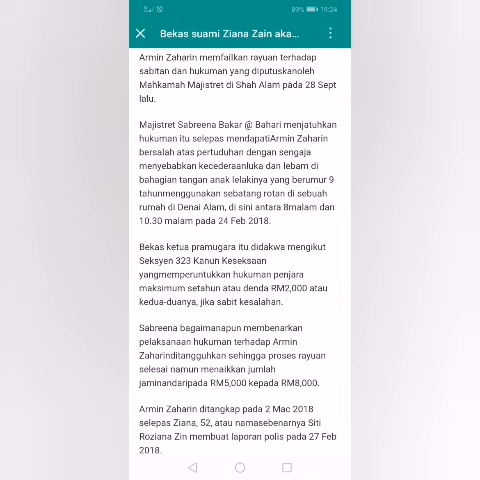 89% 19:24
Bekas suami Ziana Zain aka...
Armin Zaharin memfailkan rayuan terhadap
sabitan dan hukuman yang diputuskanoleh
Mahkamah Majistret di Shah Alam pada 28 Sept
lalu.
Majistret Sabreena Bakar @ Bahari menjatuhkan
hukuman itu selepas mendapatiArmin Zaharin
bersalah atas pertuduhan dengan sengaja
menyebabkan kecederaanluka dan lebam di
bahagian tangan anak lelakinya yang berumur 9
tahunmenggunakan sebatang rotan di sebuah
rumah di Denai Alam, di sini antara 8malam dan
10.30 malam pada 24 Feb 2018.
Bekas ketua pramugara itu didakwa mengikut
Seksyen 323 Kanun Keseksaan
yangmemperuntukkan hukuman penjara
maksimum setahun atau denda RM2,000 atau
kedua-duanya, jika sabit kesalahan.
Sabreena bagaimanapun membenarkan
pelaksanaan hukuman terhadap Armin
Zaharinditangguhkan sehingga proses rayuan
selesai namun menaikkan jumlah
jaminandaripada RM5,000 kepada RM8,000.
Armin Zaharin ditangkap pada 2 Mac 2018
selepas Ziana, 52, atau namasebenarnya Siti
Roziana Zin membuat laporan polis pada 27 Feb
2018.